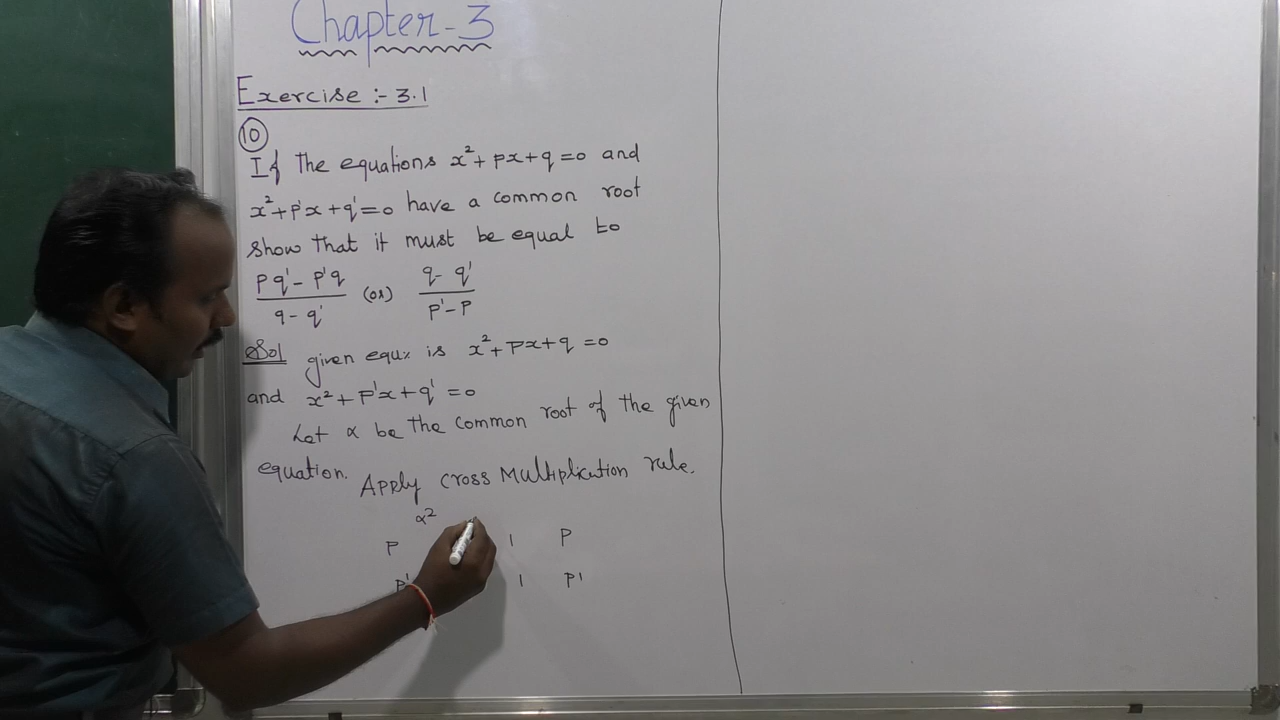 Chapter-3
Exercise :- 3.1
10
If the equations x²+px+q=0 and
x²+p'x+q'=0 have a common root
show that it must be equal to
pq'-p'q / q-q' (or) q-q' / p'-p
Sol given equx is x²+px+q=0
and x²+p'x+q'=0
Let α be the common root of the given
equation. Apply cross Multiplication rule.
α²
p 1 p
p' 1 p'